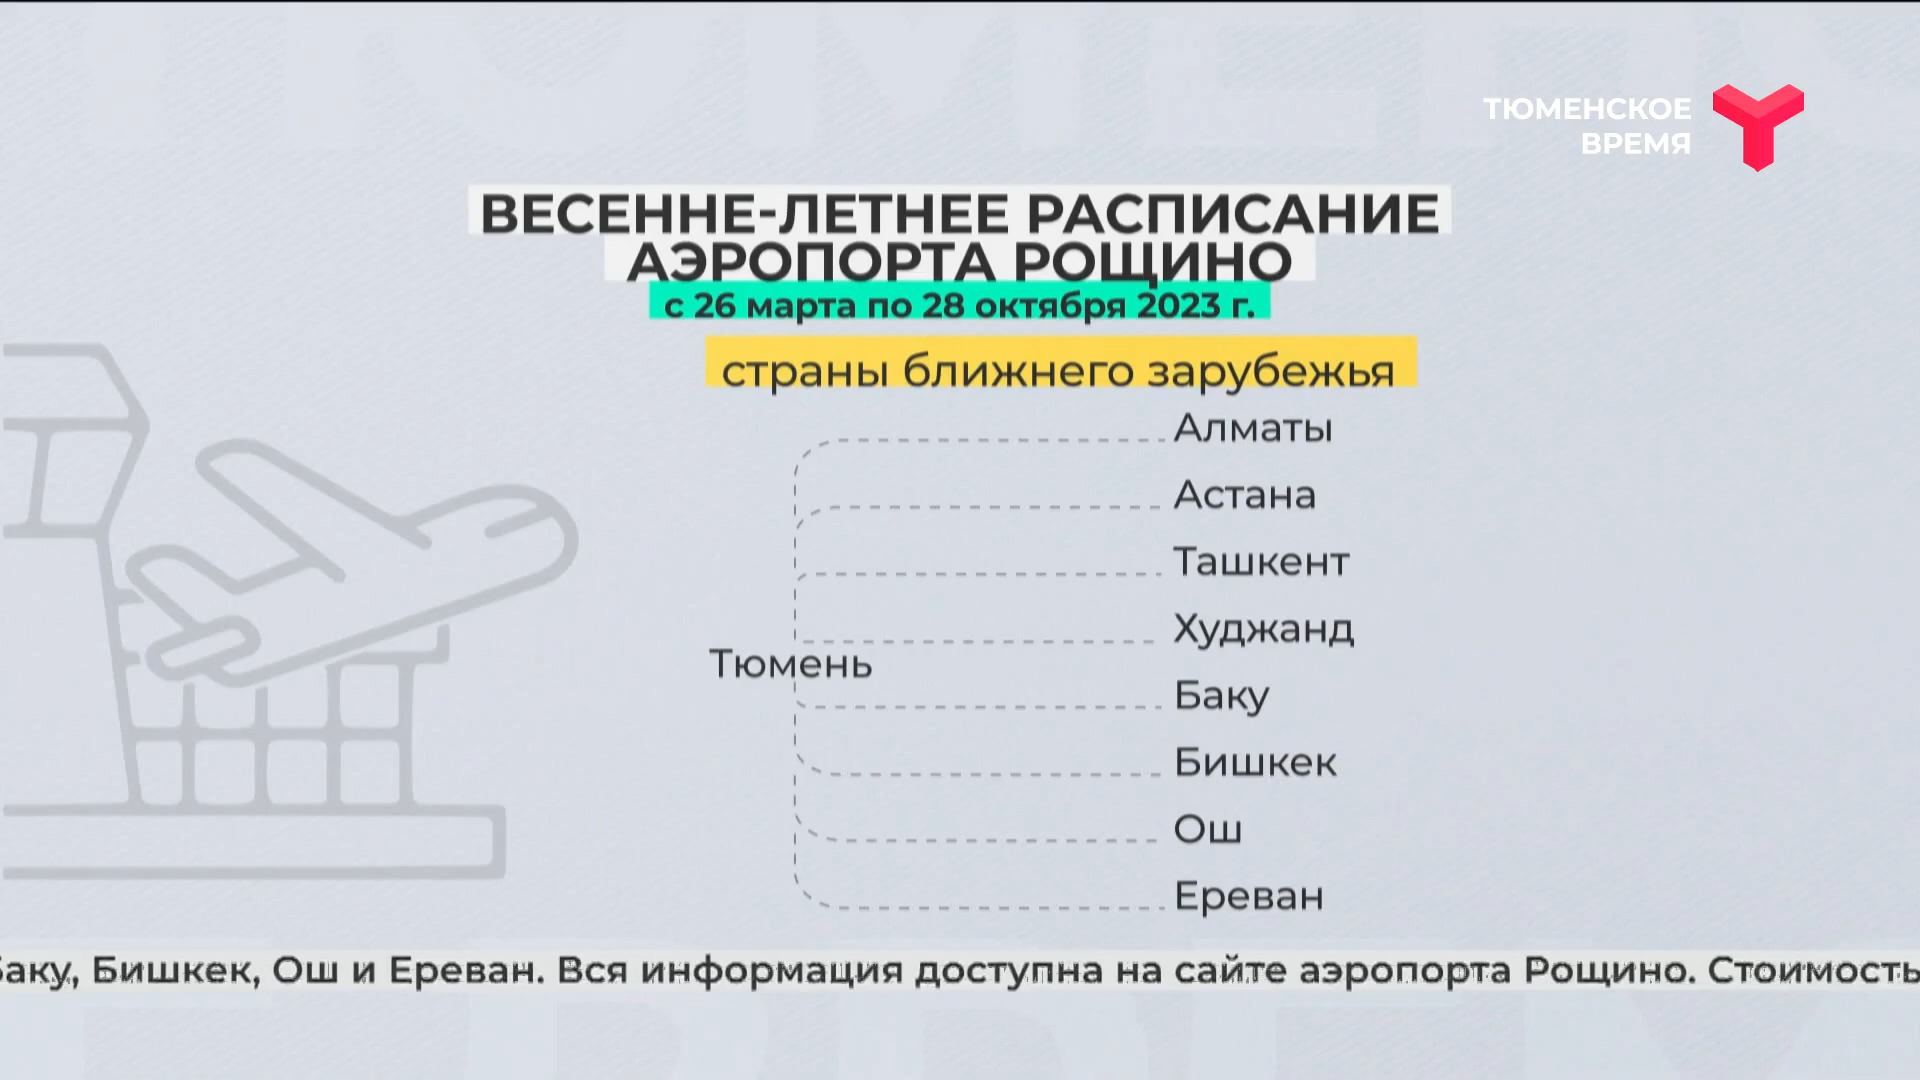 ТЮМЕНСКОЕ
ВРЕМЯ
ВЕСЕННЕ-ЛЕТНЕЕ РАСПИСАНИЕ
АЭРОПОРТА РОЩИНО
с 26 марта по 28 октября 2023 г.
страны ближнего зарубежья
Алматы
Астана
Ташкент
Худжанд
Тюмень
Баку
Бишкек
Ош
Ереван
Бишкек, Ош и Ереван. Вся информация доступна на сайте аэропорта Рощино. Стоимость